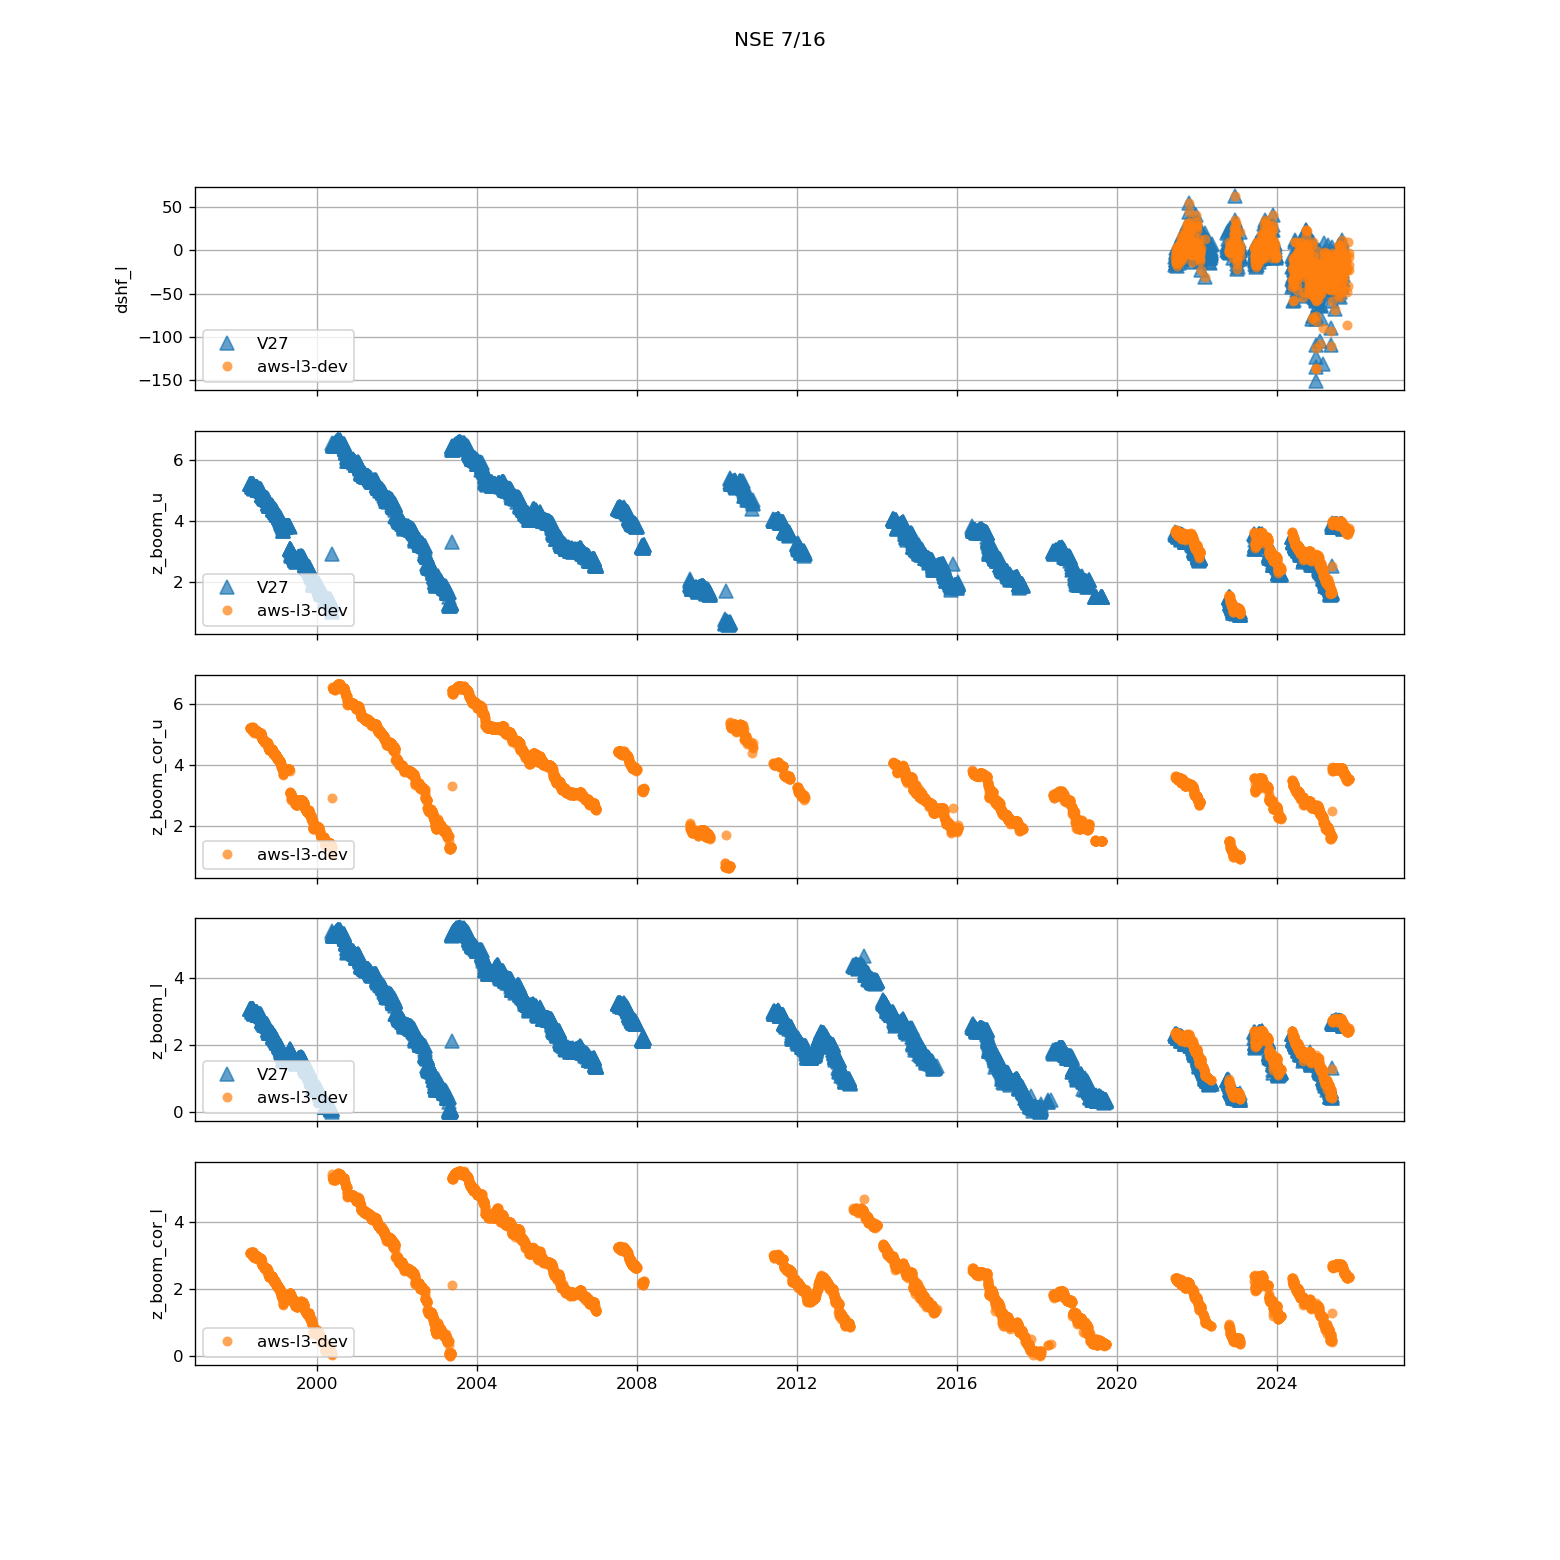 NSE 7/16
50
0
−50
−100
−150
dshf_l
V27
aws-l3-dev
6
4
2
z_boom_u
V27
aws-l3-dev
6
4
2
z_boom_cor_u
aws-l3-dev
4
2
0
z_boom_l
V27
aws-l3-dev
4
2
0
z_boom_cor_l
aws-l3-dev
2000 2004 2008 2012 2016 2020 2024